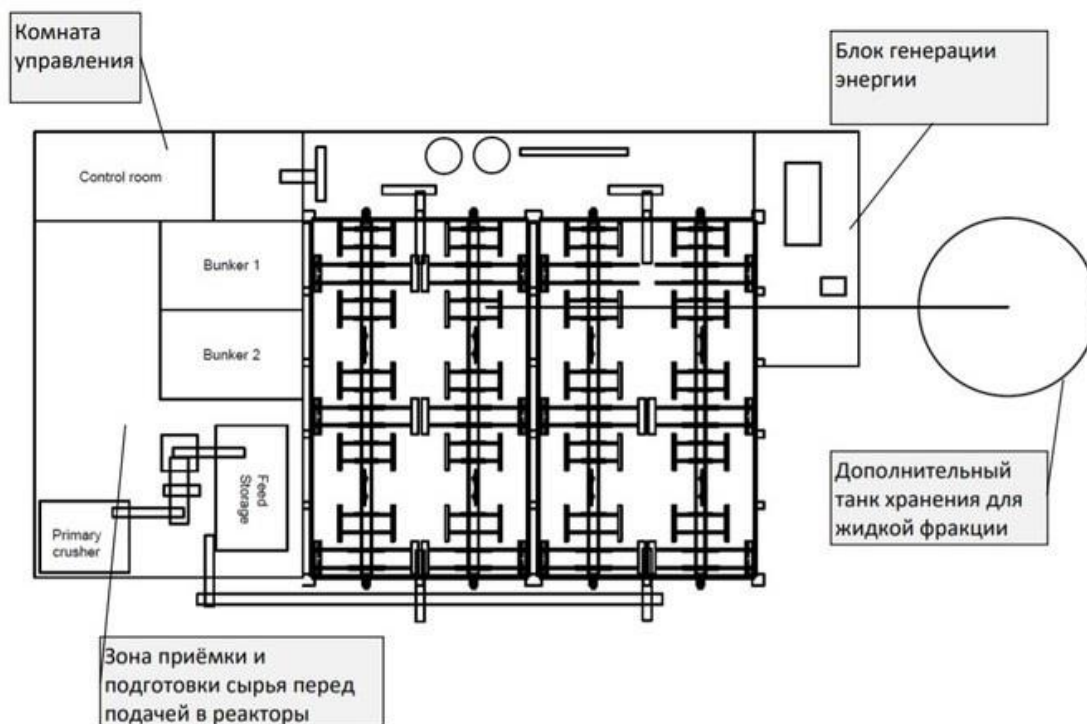 Комната
управления
Блок генерации
энергии
Control room
Bunker 1
Bunker 2
Feed
Storage
Primary
crusher
Дополнительный
танк хранения для
жидкой фракции
Зона приёмки и
подготовки сырья перед
подачей в реакторы